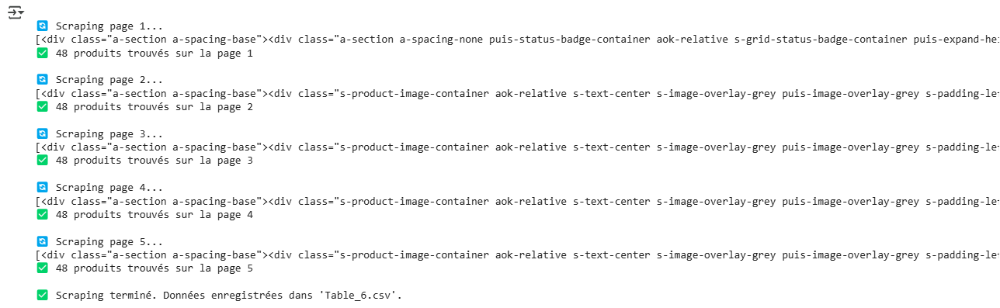 Scraping page 1...
[<div class="a-section a-spacing-base"><div class="a-section a-spacing-none puis-status-badge-container aok-relative s-grid-status-badge-container puis-expand-hei
48 produits trouvés sur la page 1
Scraping page 2...
[<div class="a-section a-spacing-base"><div class="s-product-image-container aok-relative s-text-center s-image-overlay-grey puis-image-overlay-grey s-padding-le
48 produits trouvés sur la page 2
Scraping page 3...
[<div class="a-section a-spacing-base"><div class="s-product-image-container aok-relative s-text-center s-image-overlay-grey puis-image-overlay-grey s-padding-le
48 produits trouvés sur la page 3
Scraping page 4...
[<div class="a-section a-spacing-base"><div class="s-product-image-container aok-relative s-text-center s-image-overlay-grey puis-image-overlay-grey s-padding-le
48 produits trouvés sur la page 4
Scraping page 5...
[<div class="a-section a-spacing-base"><div class="s-product-image-container aok-relative s-text-center s-image-overlay-grey puis-image-overlay-grey s-padding-le
48 produits trouvés sur la page 5
Scraping terminé. Données enregistrées dans 'Table_6.csv'.